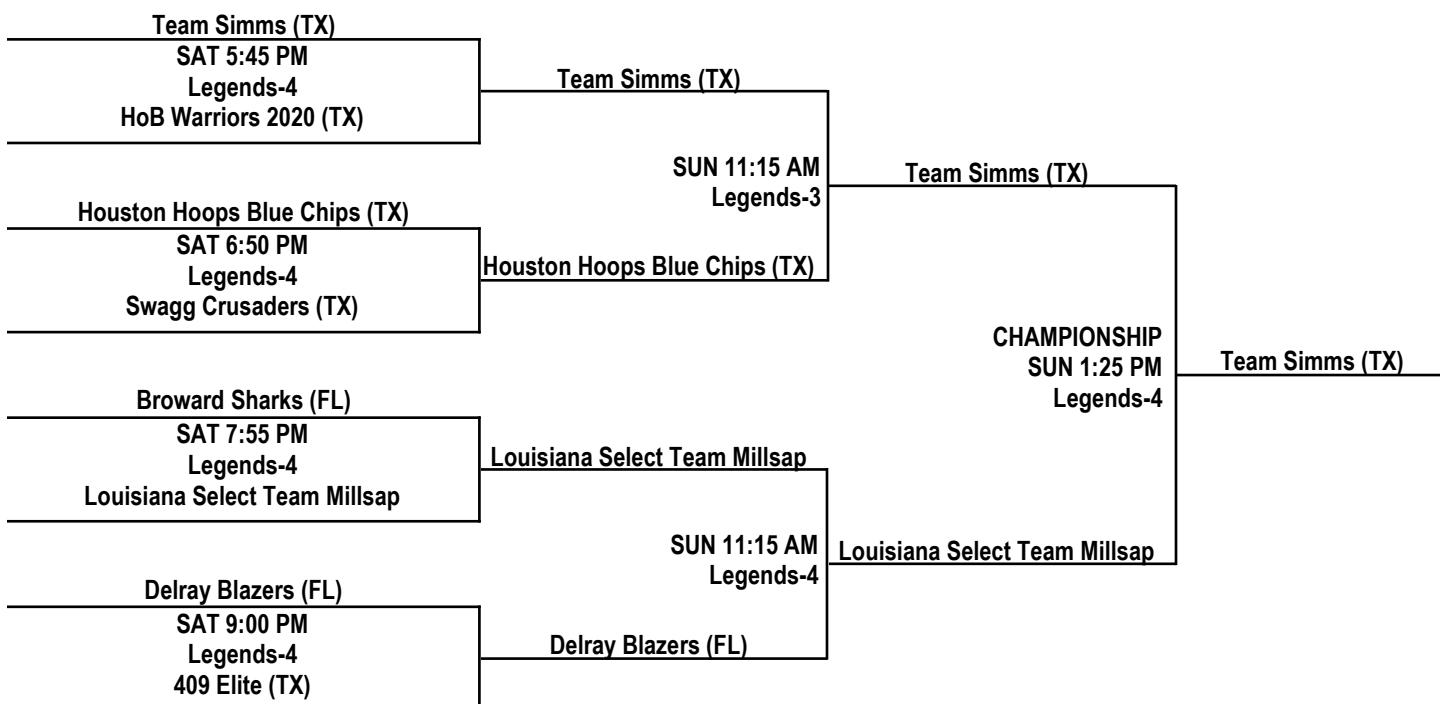 Team Simms (TX)
SAT 5:45 PM
Legends-4
HoB Warriors 2020 (TX)
Team Simms (TX)
SUN 11:15 AM
Legends-3
Team Simms (TX)
Houston Hoops Blue Chips (TX)
SAT 6:50 PM
Legends-4
Swagg Crusaders (TX)
Houston Hoops Blue Chips (TX)
CHAMPIONSHIP
SUN 1:25 PM
Legends-4
Team Simms (TX)
Broward Sharks (FL)
SAT 7:55 PM
Legends-4
Louisiana Select Team Millsap
Louisiana Select Team Millsap
SUN 11:15 AM
Legends-4
Louisiana Select Team Millsap
Delray Blazers (FL)
SAT 9:00 PM
Legends-4
409 Elite (TX)
Delray Blazers (FL)